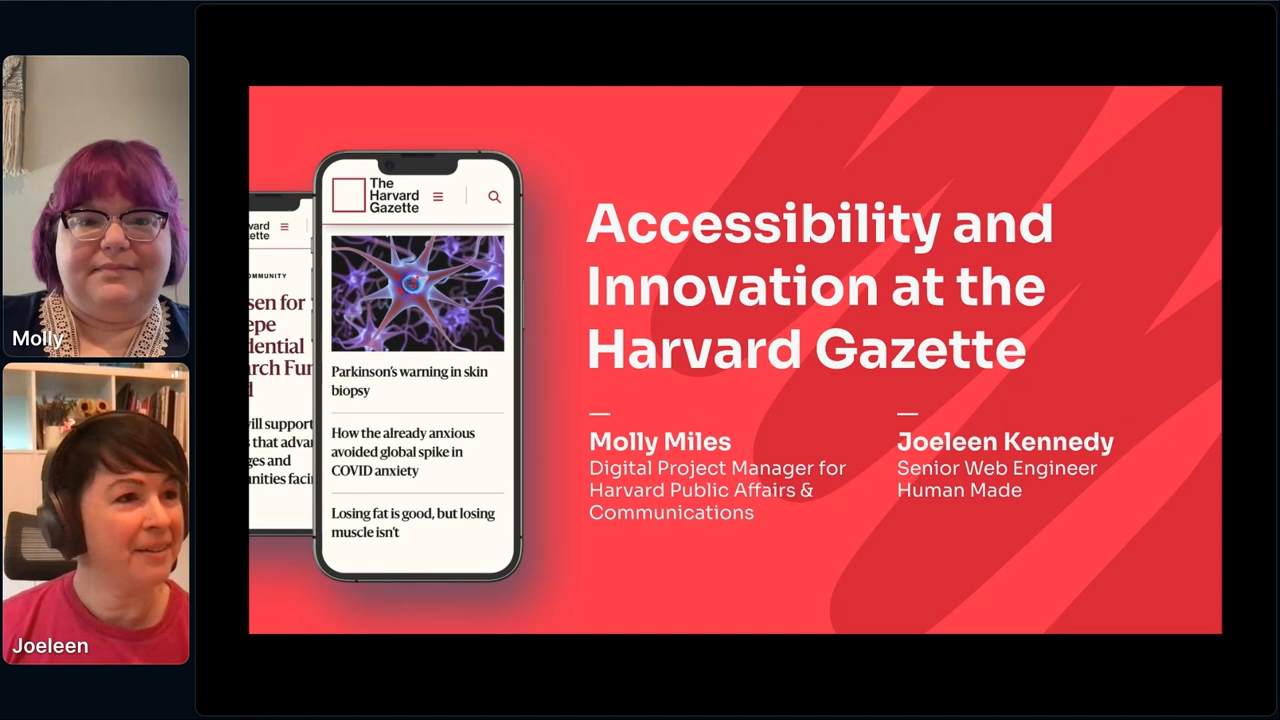 Molly
Joeleen
The
Harvard
Gazette
Parkinson's warning in skin
biopsy
How the already anxious
avoided global spike in
COVID anxiety
Losing fat is good, but losing
muscle isn't
Accessibility and
Innovation at the
Harvard Gazette
Molly Miles
Digital Project Manager for
Harvard Public Affairs &
Communications
Joeleen Kennedy
Senior Web Engineer
Human Made